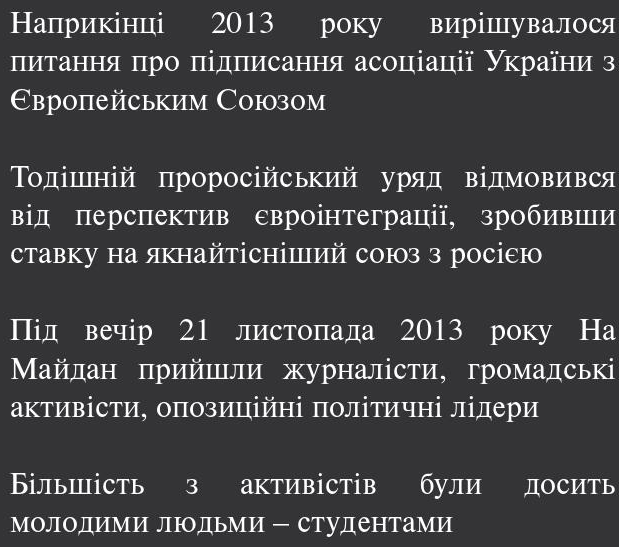 Наприкінці 2013 року вирішувалося
питання про підписання асоціації України з
Європейським Союзом
Тодішній проросійський уряд відмовився
від перспектив євроінтеграції, зробивши
ставку на якнайтісніший союз з росією
Під вечір 21 листопада 2013 року На
Майдан прийшли журналісти, громадські
активісти, опозиційні політичні лідери
Більшість з активістів були досить
молодими людьми – студентами